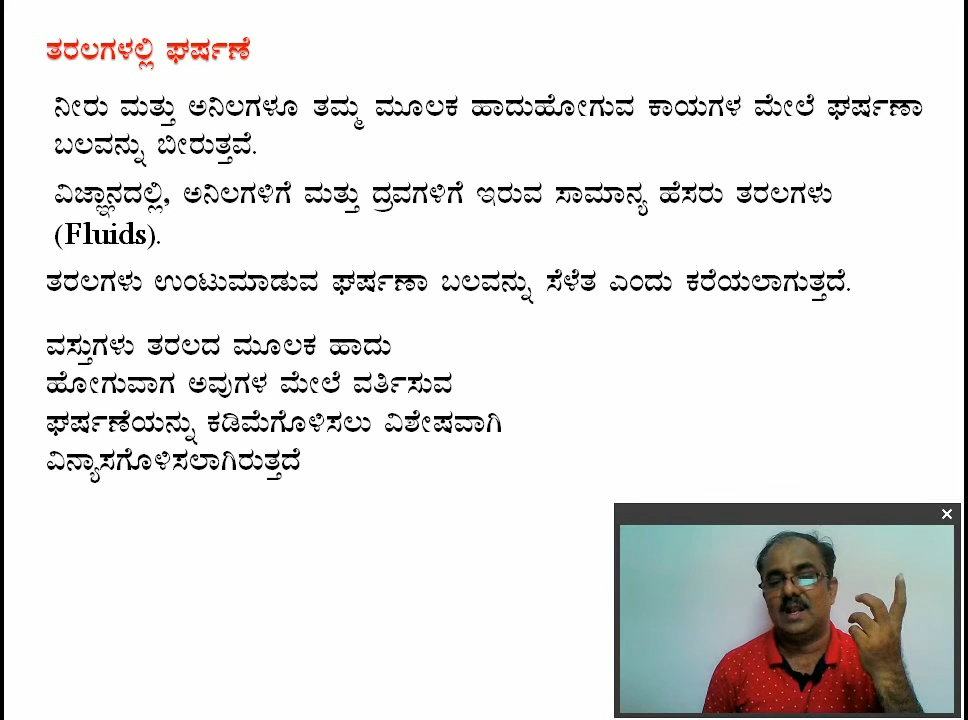 ತರಲಗಳಲ್ಲಿ ಘರ್ಷಣೆ
ನೀರು ಮತ್ತು ಅನಿಲಗಳೂ ತಮ್ಮ ಮೂಲಕ ಹಾದುಹೋಗುವ ಕಾಯಗಳ ಮೇಲೆ ಘರ್ಷಣಾ
ಬಲವನ್ನು ಬೀರುತ್ತವೆ.
ವಿಜ್ಞಾನದಲ್ಲಿ, ಅನಿಲಗಳಿಗೆ ಮತ್ತು ದ್ರವಗಳಿಗೆ ಇರುವ ಸಾಮಾನ್ಯ ಹೆಸರು ತರಲಗಳು
(Fluids).
ತರಲಗಳು ಉಂಟುಮಾಡುವ ಘರ್ಷಣಾ ಬಲವನ್ನು ಸೆಳೆತ ಎಂದು ಕರೆಯಲಾಗುತ್ತದೆ.
ವಸ್ತುಗಳು ತರಲದ ಮೂಲಕ ಹಾದು
ಹೋಗುವಾಗ ಅವುಗಳ ಮೇಲೆ ವರ್ತಿಸುವ
ಘರ್ಷಣೆಯನ್ನು ಕಡಿಮೆಗೊಳಿಸಲು ವಿಶೇಷವಾಗಿ
ವಿನ್ಯಾಸಗೊಳಿಸಲಾಗಿರುತ್ತದೆ